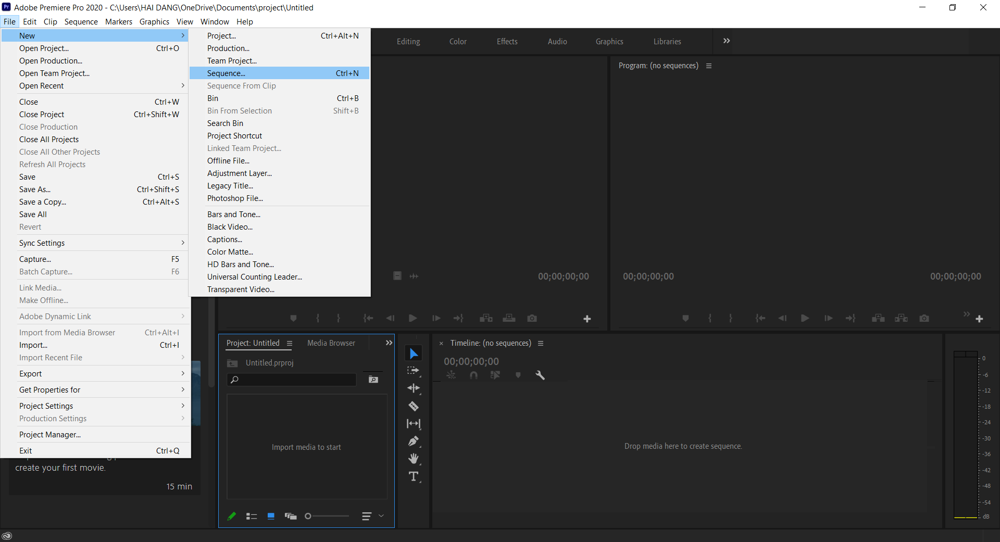 Adobe Premiere Pro 2020 - C:\Users\HAI DANG\OneDrive\Documents\project\Untitled
File Edit Clip Sequence Markers Graphics View Window Help
New
Open Project... Ctrl+O
Open Production...
Open Team Project...
Open Recent
Close Ctrl+W
Close Project Ctrl+Shift+W
Close Production
Close All Projects
Close All Other Projects
Refresh All Projects
Save Ctrl+S
Save As... Ctrl+Shift+S
Save a Copy... Ctrl+Alt+S
Save All
Revert
Sync Settings
Capture... F5
Batch Capture... F6
Link Media...
Make Offline...
Adobe Dynamic Link
Import from Media Browser Ctrl+Alt+I
Import... Ctrl+I
Import Recent File
Export
Get Properties for
Project Settings
Production Settings
Project Manager...
Exit Ctrl+Q
Project... Ctrl+Alt+N
Production...
Team Project...
Sequence... Ctrl+N
Sequence From Clip
Bin Ctrl+B
Bin From Selection Shift+B
Search Bin
Project Shortcut
Linked Team Project...
Offline File...
Adjustment Layer...
Legacy Title...
Photoshop File...
Bars and Tone...
Black Video...
Captions...
Color Matte...
HD Bars and Tone...
Universal Counting Leader...
Transparent Video...
Editing Color Effects Audio Graphics Libraries
Program: (no sequences)
00;00;00;00
00;00;00;00 00;00;00;00
create your first movie.
15 min
Project: Untitled Media Browser
Untitled.prproj
Import media to start
Timeline: (no sequences)
00;00;00;00
Drop media here to create sequence.
0
-6
-12
-18
-24
-30
-36
-42
-48
-54
dB